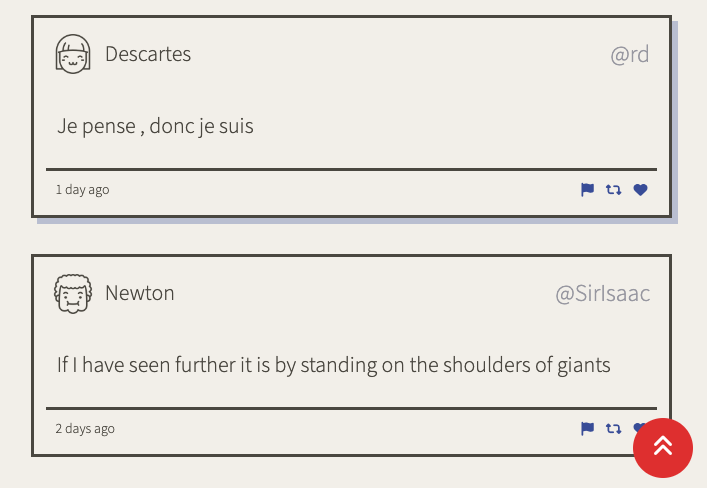 Descartes
@rd
Je pense , donc je suis
1 day ago
Newton
@SirIsaac
If I have seen further it is by standing on the shoulders of giants
2 days ago